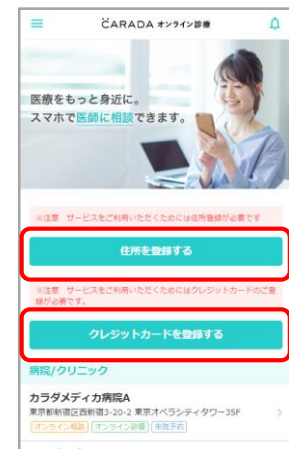 CARADA オンライン診療
医療をもっと身近に。
スマホで医師に相談できます。
※注意 サービスをご利用いただくためには住所登録が必要です
住所を登録する
※注意 サービスをご利用いただくためにはクレジットカードのご登
録が必要です。
クレジットカードを登録する
病院/クリニック
カラダメディカ病院A
東京都新宿区西新宿3-20-2 東京オペラシティタワー35F
オンライン相談 オンライン診療 来院予約